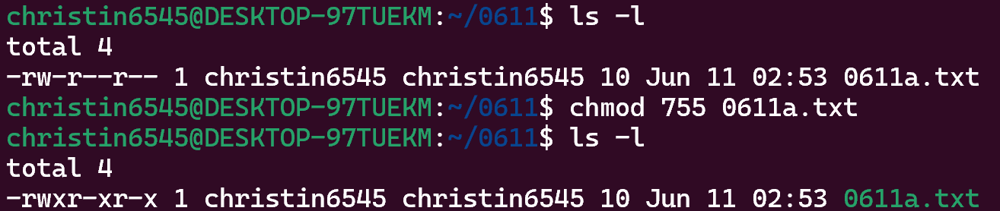 christin6545@DESKTOP-97TUEKM:~/0611$ ls -l
total 4
-rw-r--r-- 1 christin6545 christin6545 10 Jun 11 02:53 0611a.txt
christin6545@DESKTOP-97TUEKM:~/0611$ chmod 755 0611a.txt
christin6545@DESKTOP-97TUEKM:~/0611$ ls -l
total 4
-rwxr-xr-x 1 christin6545 christin6545 10 Jun 11 02:53 0611a.txt